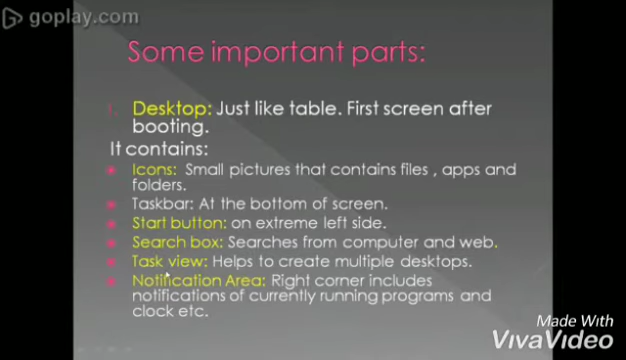 goplay.com
Some important parts:
1. Desktop: Just like table. First screen after
booting.
It contains:
Icons: Small pictures that contains files , apps and
folders.
Taskbar: At the bottom of screen.
Start button: on extreme left side.
Search box: Searches from computer and web.
Task view: Helps to create multiple desktops.
Notification Area: Right corner includes
notifications of currently running programs and
clock etc.
Made With
VivaVideo